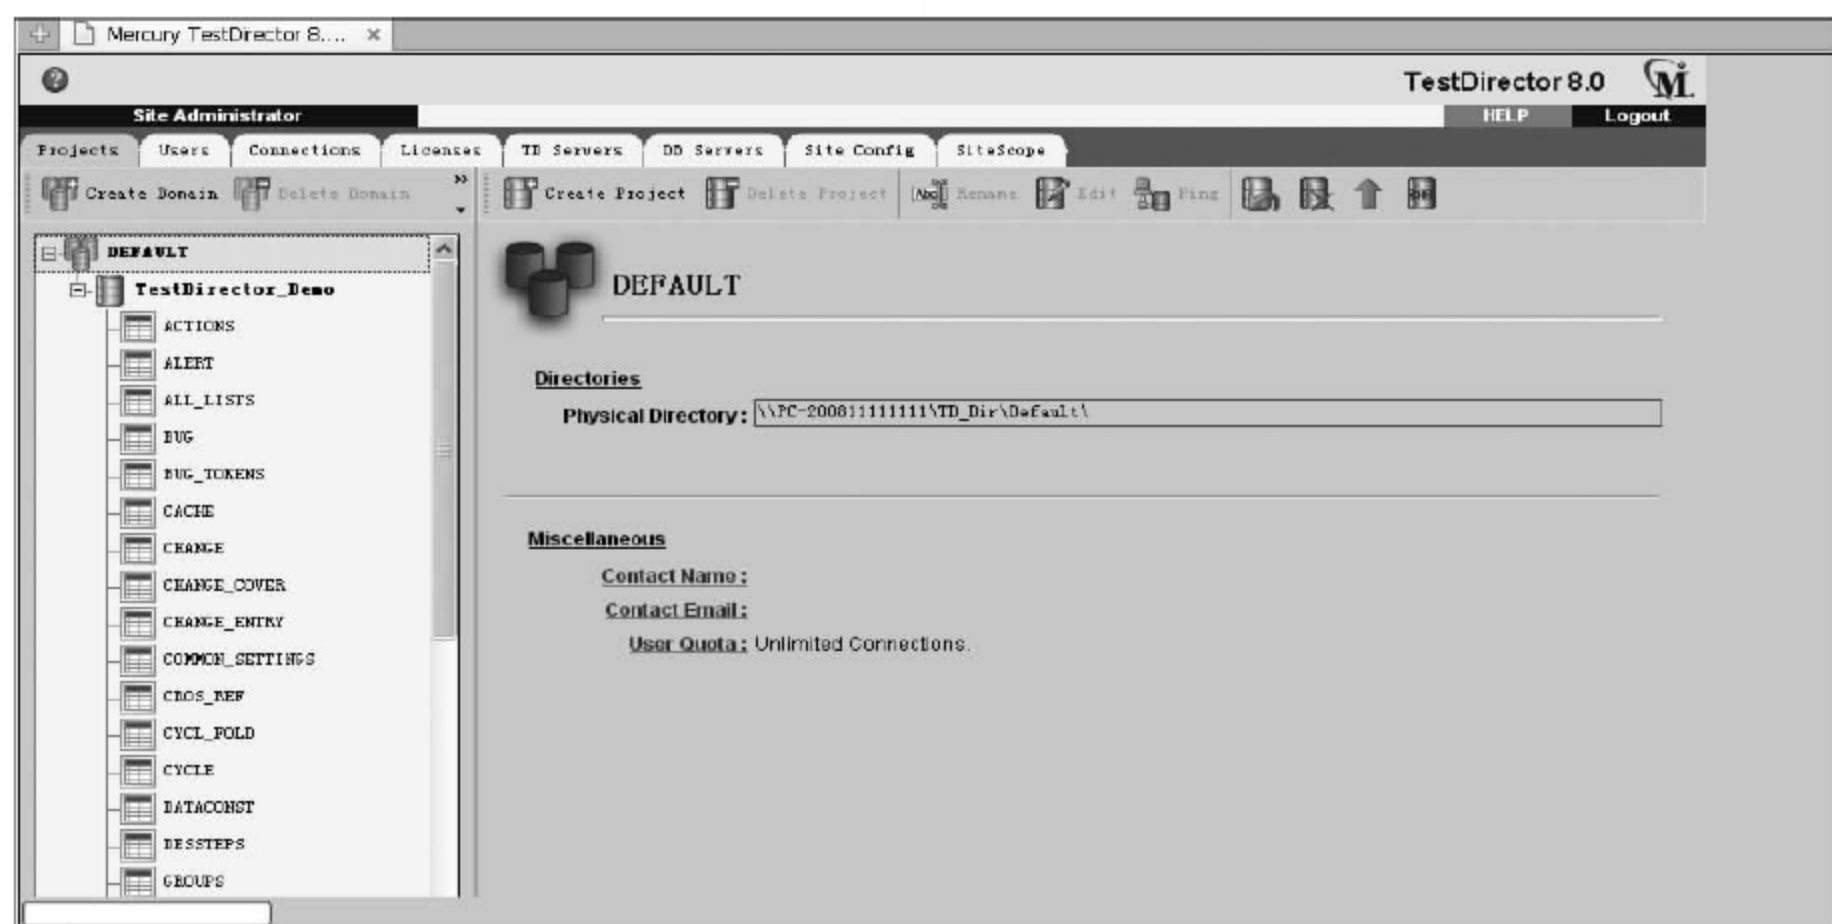 Mercury TestDirector 8....
TestDirector 8.0
Site Administrator
HELP Logout
Projects Users Connections Licenses TD Servers DB Servers Site Config SiteScope
Create Domain Delete Domain » Create Project Delete Project Rename Edit Ping
DEFAULT
TestDirector_Demo
ACTIONS
ALERT
ALL_LISTS
BUG
BUG_TOKENS
CACHE
CHANGE
CHANGE_COVER
CHANGE_ENTRY
COMMON_SETTINGS
CROS_REF
CYCL_FOLD
CYCLE
DATACONST
DESSTEPS
GROUPS
DEFAULT
Directories
Physical Directory: \\PC-200811111111\TD_Dir\Default\
Miscellaneous
Contact Name:
Contact Email:
User Quota: Unlimited Connections.